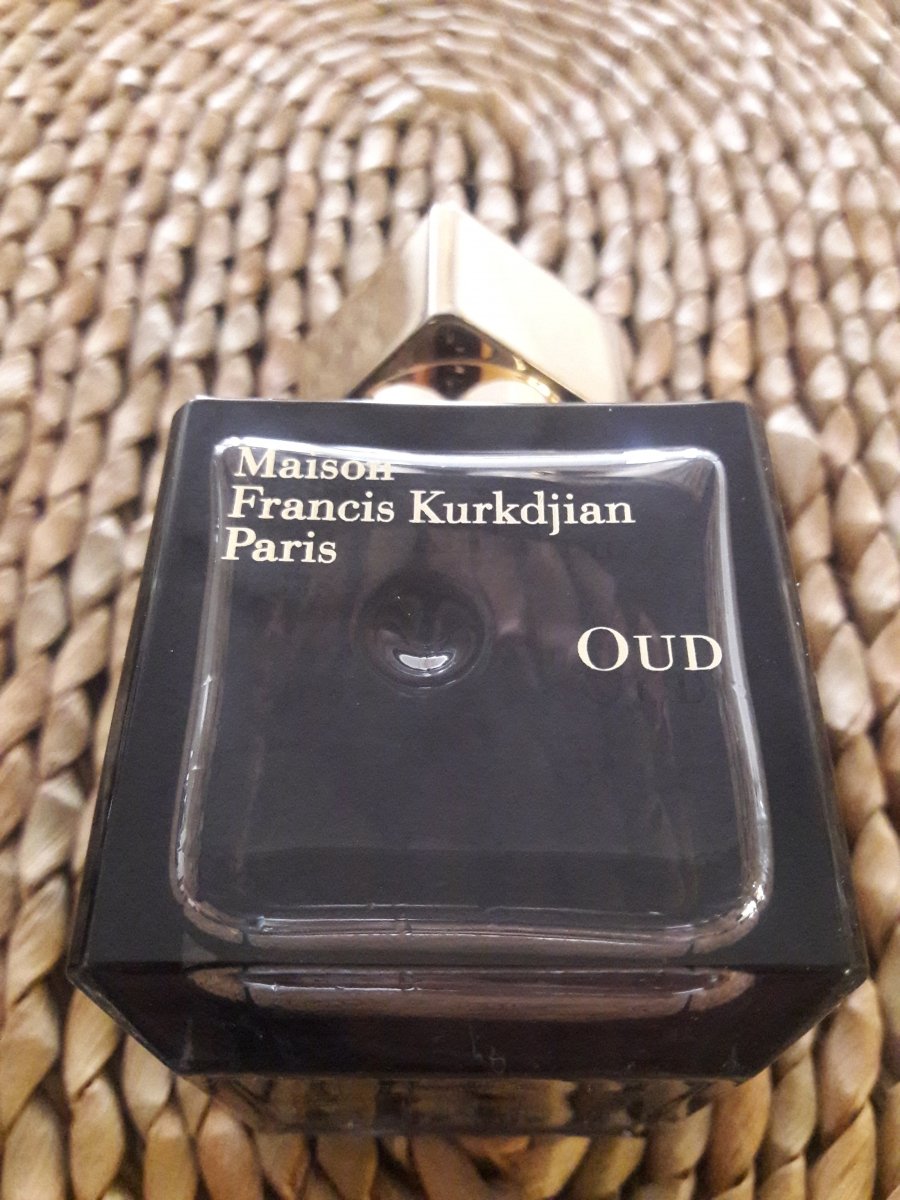 Maison
Francis Kurkdjian
Paris
OUD